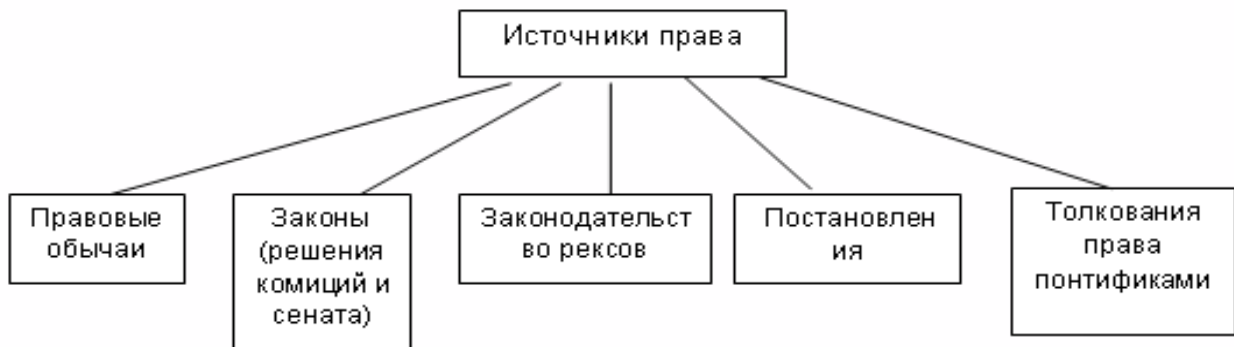 Источники права
Правовые
обычаи
Законы
(решения
комиций и
сената)
Законодательст
во рексов
Постановлен
ия
Толкования
права
понтификами